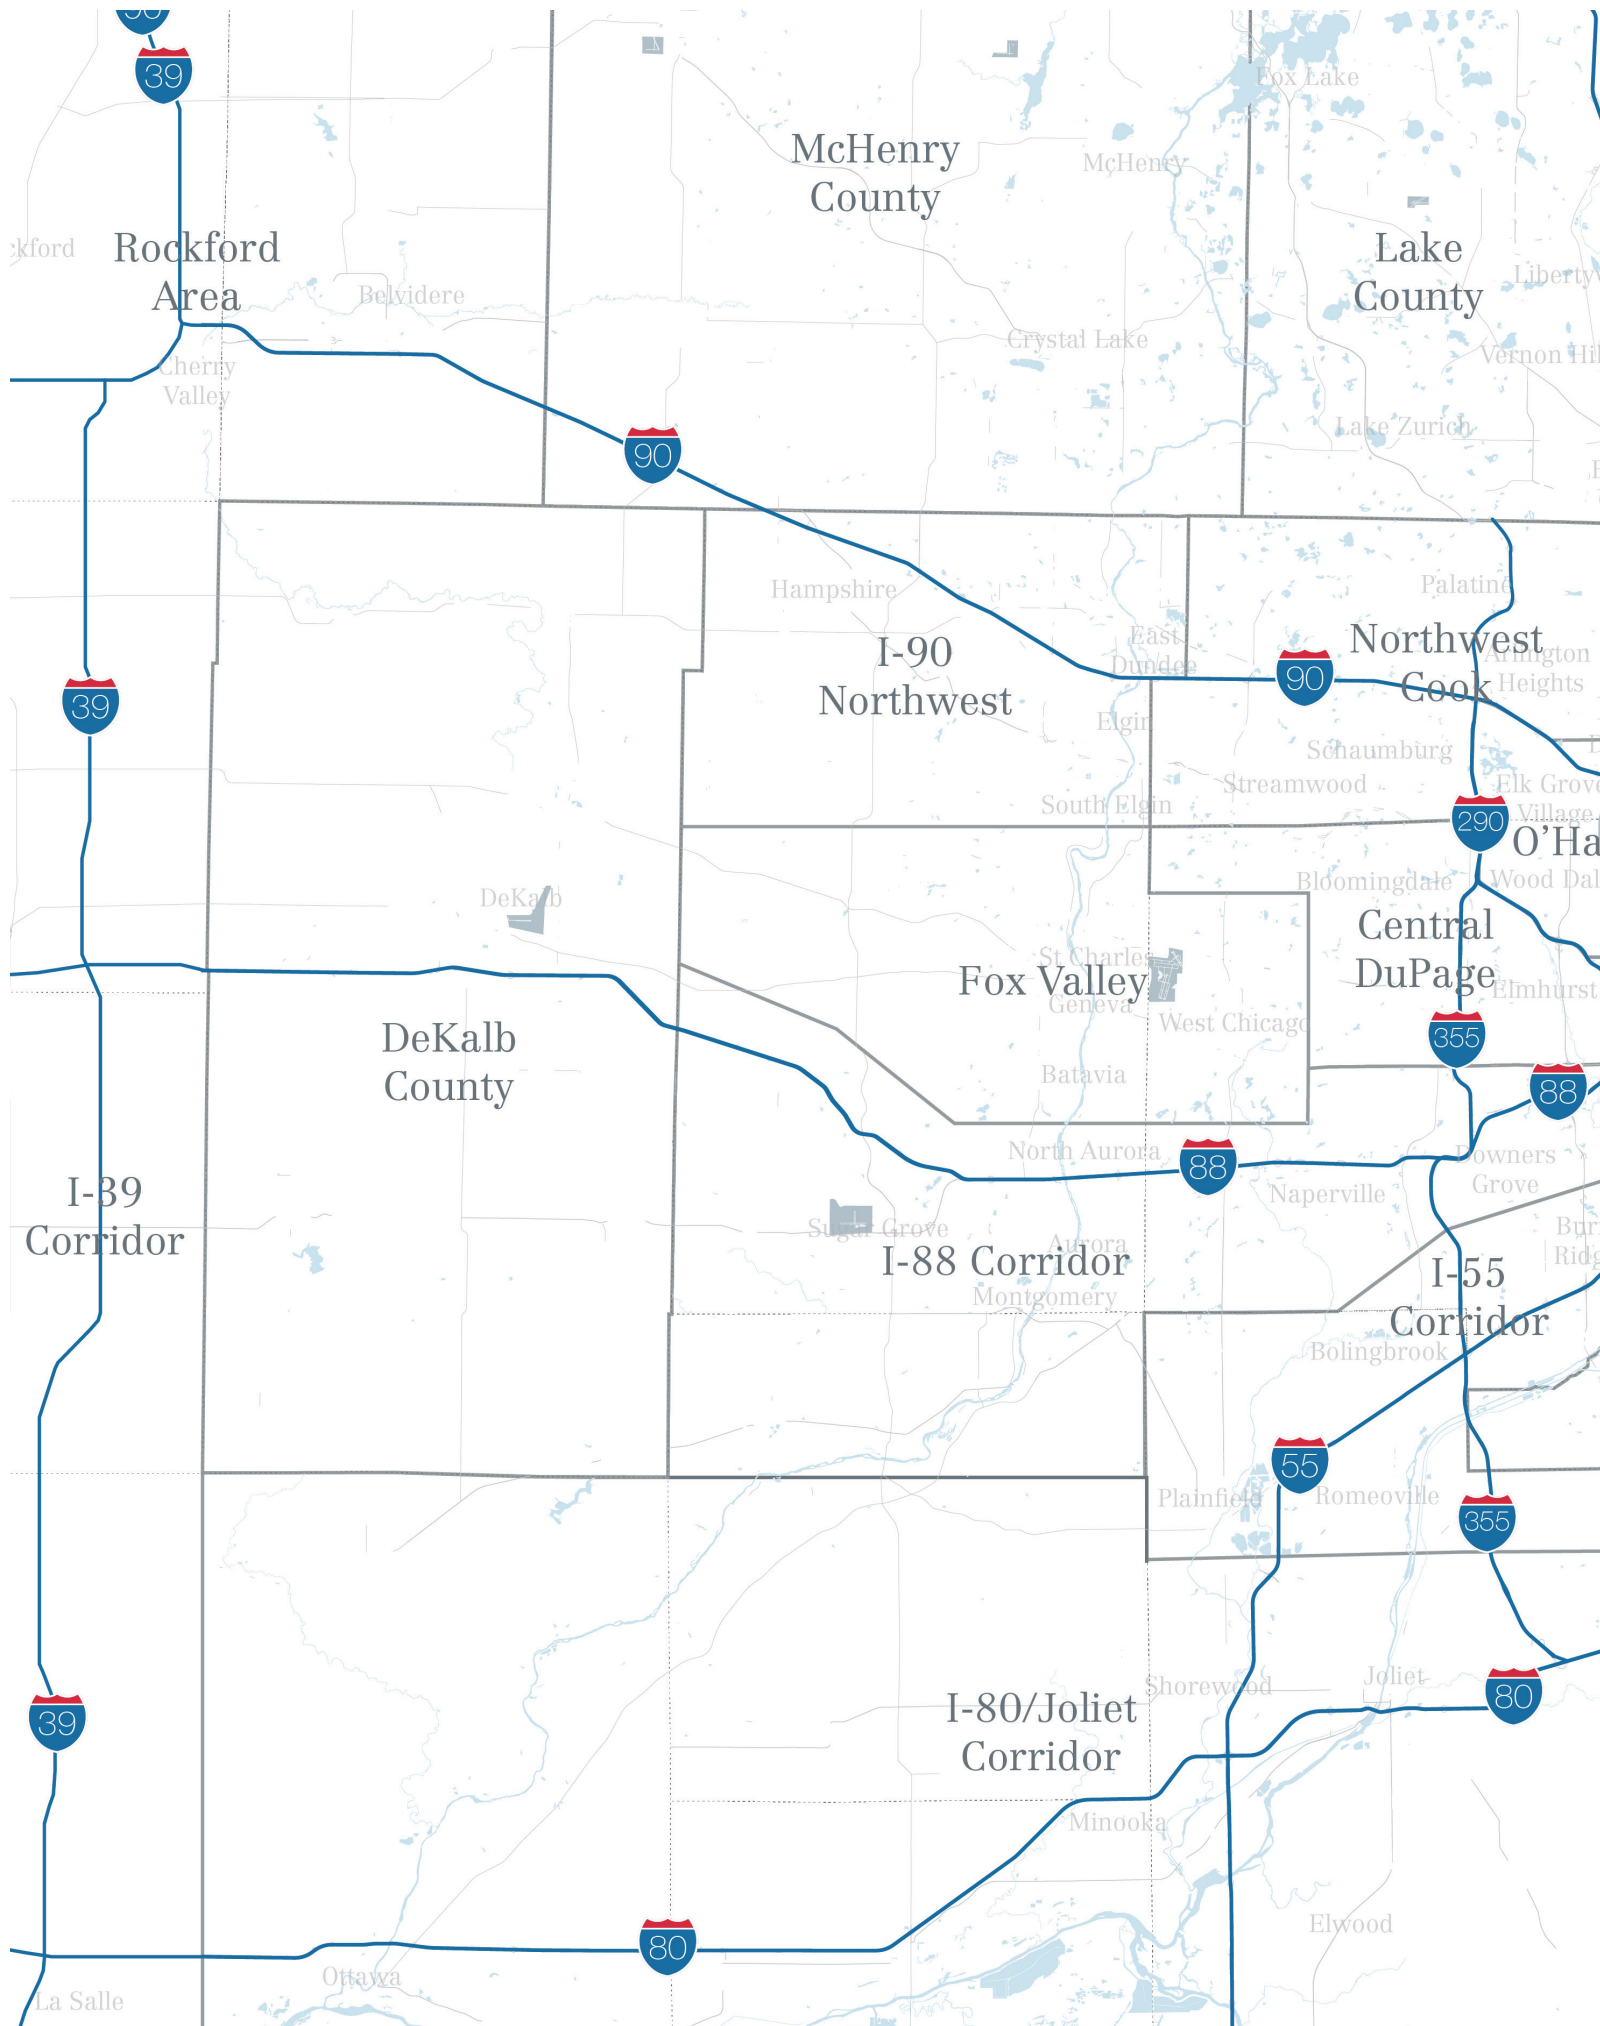 39
Fox Lake
McHenry
County
McHenry
Rockford
Area
Lake
County
Belvidere
Crystal Lake
Cherry
Valley
Lake Zurich
90
Palatine
Hampshire
East
Dundee
I-90
Northwest
Northwest
Cook
Arlington
Heights
39
90
Elgin
Schaumburg
Streamwood
South Elgin
Elk Grove
Village
290
O'Ha
Bloomingdale
Wood Dal
DeKalb
Central
DuPage
St Charles
Fox Valley
Geneva
Elmhurst
West Chicago
355
DeKalb
County
Batavia
88
North Aurora
88
Downers
Grove
Naperville
I-39
Corridor
Sugar Grove
Aurora
I-88 Corridor
Montgomery
Bur
Ridg
I-55
Corridor
Bolingbrook
55
Plainfield
Romeoville
355
Shorewood
Joliet
80
I-80/Joliet
Corridor
39
Minooka
Elwood
80
Ottawa
La Salle